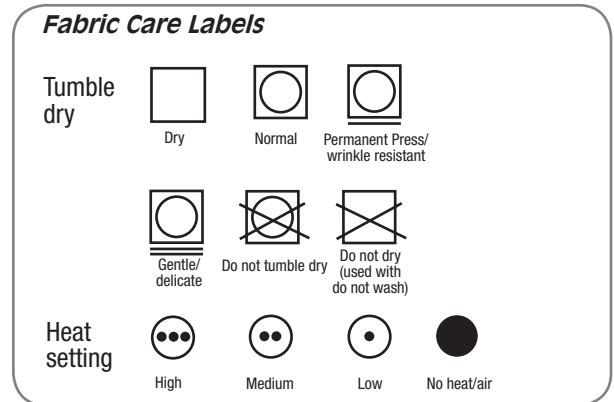 Fabric Care Labels
Tumble
dry
Dry
Normal
Permanent Press/
wrinkle resistant
Gentle/
delicate
Do not tumble dry
Do not dry
(used with
do not wash)
Heat
setting
High
Medium
Low
No heat/air